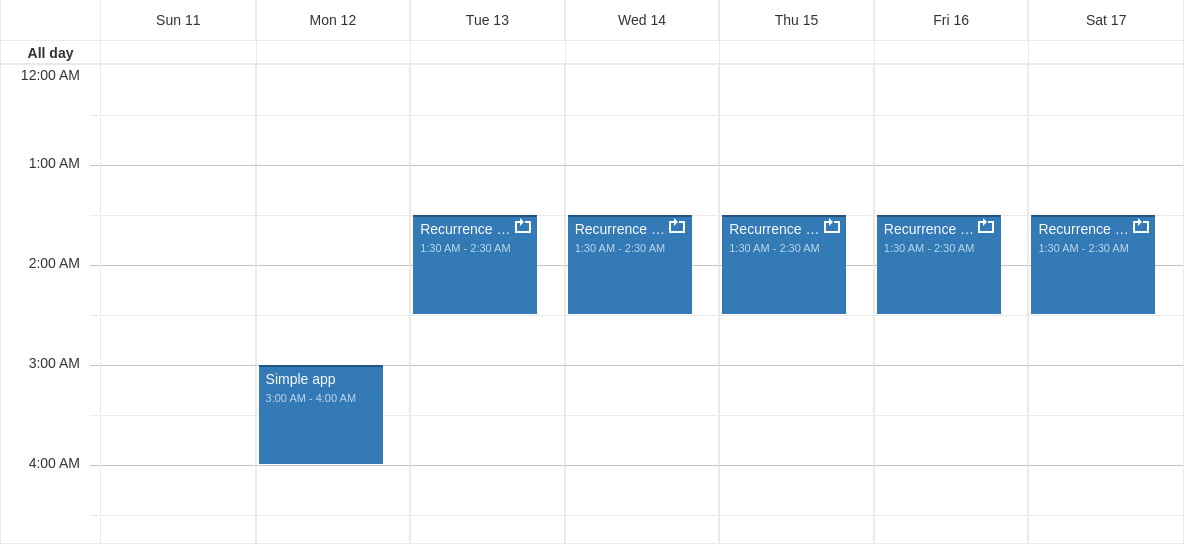 Sun 11
Mon 12
Tue 13
Wed 14
Thu 15
Fri 16
Sat 17
All day
12:00 AM
1:00 AM
Recurrence ...
1:30 AM - 2:30 AM
Recurrence ...
1:30 AM - 2:30 AM
Recurrence ...
1:30 AM - 2:30 AM
Recurrence ...
1:30 AM - 2:30 AM
Recurrence ...
1:30 AM - 2:30 AM
2:00 AM
3:00 AM
Simple app
3:00 AM - 4:00 AM
4:00 AM